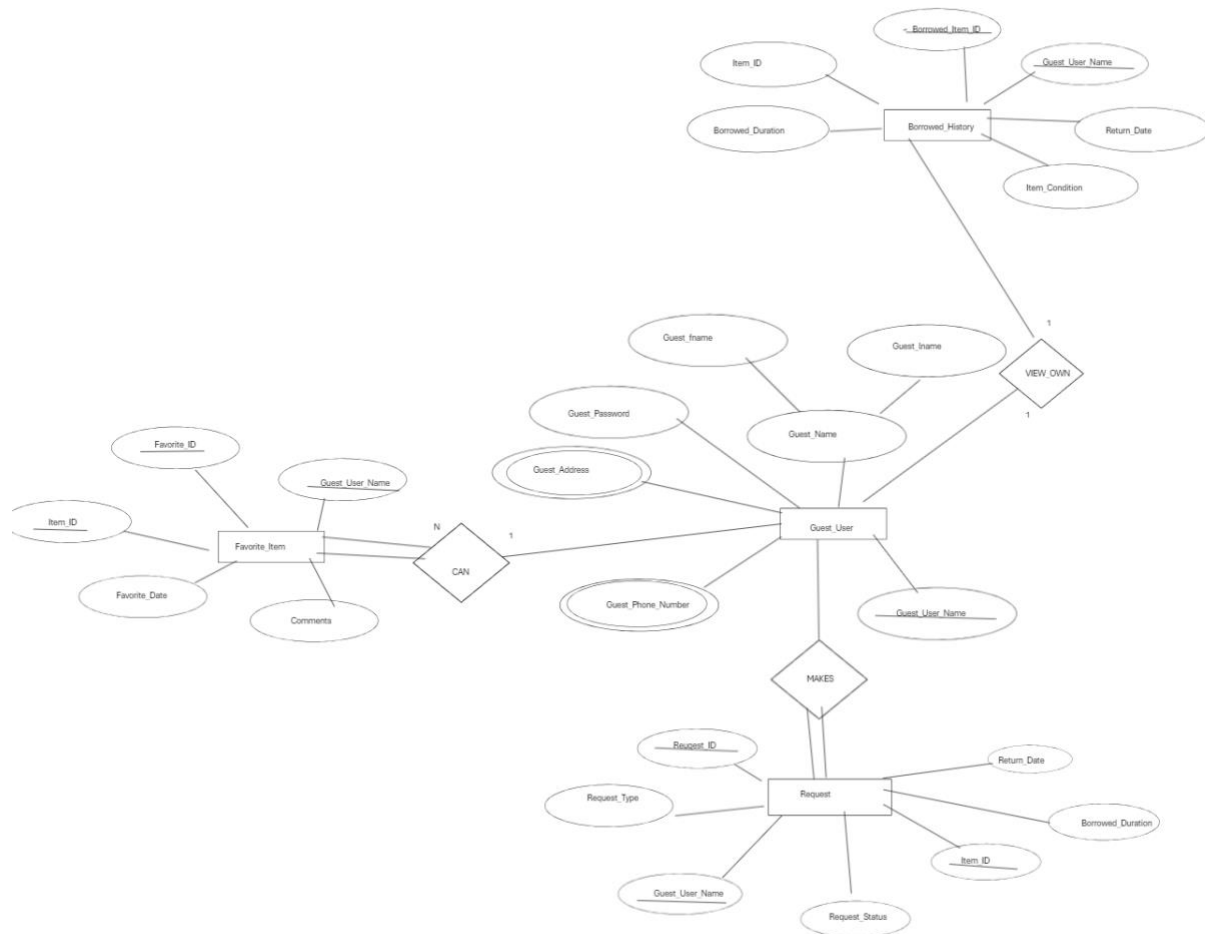 - Borrowed_Item_ID
Item_ID
Guest_User_Name
Borrowed_Duration
Borrowed_History
Return_Date
Item_Condition
1
Guest_fname
Guest_lname
VIEW_OWN
1
Guest_Password
Guest_Name
Favorite_ID
Guest_Address
Guest_User_Name
Item_ID
N
1
Guest_User
Favorite_Item
CAN
Favorite_Date
Guest_Phone_Number
Guest_User_Name
Comments
MAKES
Reuqest_ID
Return_Date
Request_Type
Request
Borrowed_Duration
Item_ID
Guest_User_Name
Request_Status